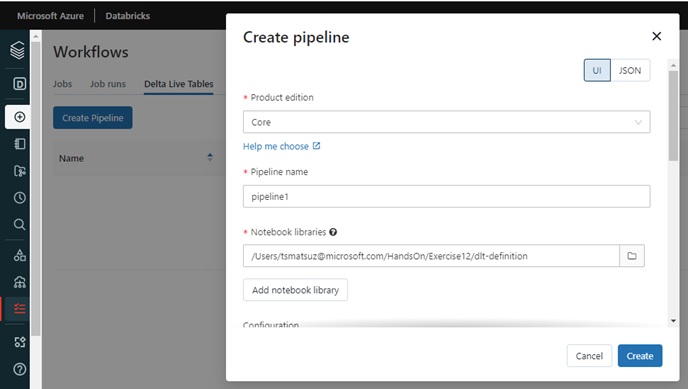 Microsoft Azure | Databricks
Workflows
Jobs Job runs Delta Live Tables
Create Pipeline
Name
Create pipeline
UI JSON
* Product edition
Core
Help me choose
* Pipeline name
pipeline1
* Notebook libraries
/Users/tsmatsuz@microsoft.com/HandsOn/Exercise12/dlt-definition
Add notebook library
Configuration
Cancel Create